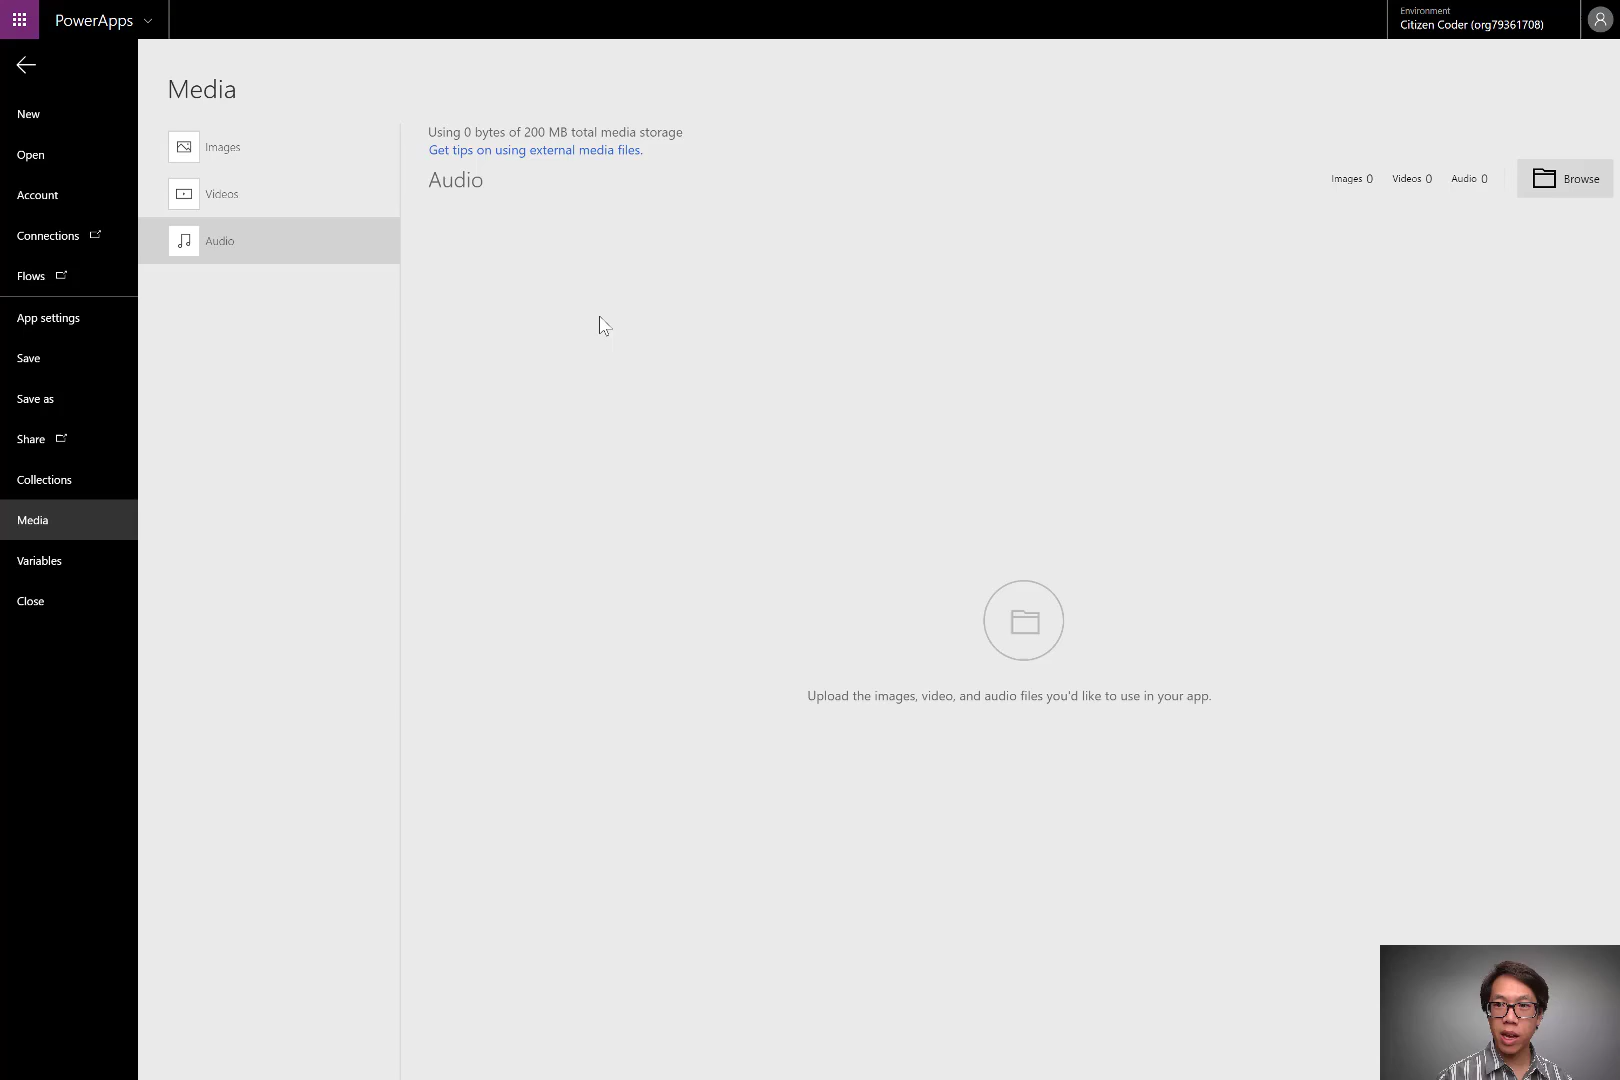 PowerApps
Environment
Citizen Coder (org79361708)
New
Open
Account
Connections
Flows
App settings
Save
Save as
Share
Collections
Media
Variables
Close
Media
Images
Videos
Audio
Using 0 bytes of 200 MB total media storage
Get tips on using external media files.
Audio
Images 0 Videos 0 Audio 0
Browse
Upload the images, video, and audio files you'd like to use in your app.